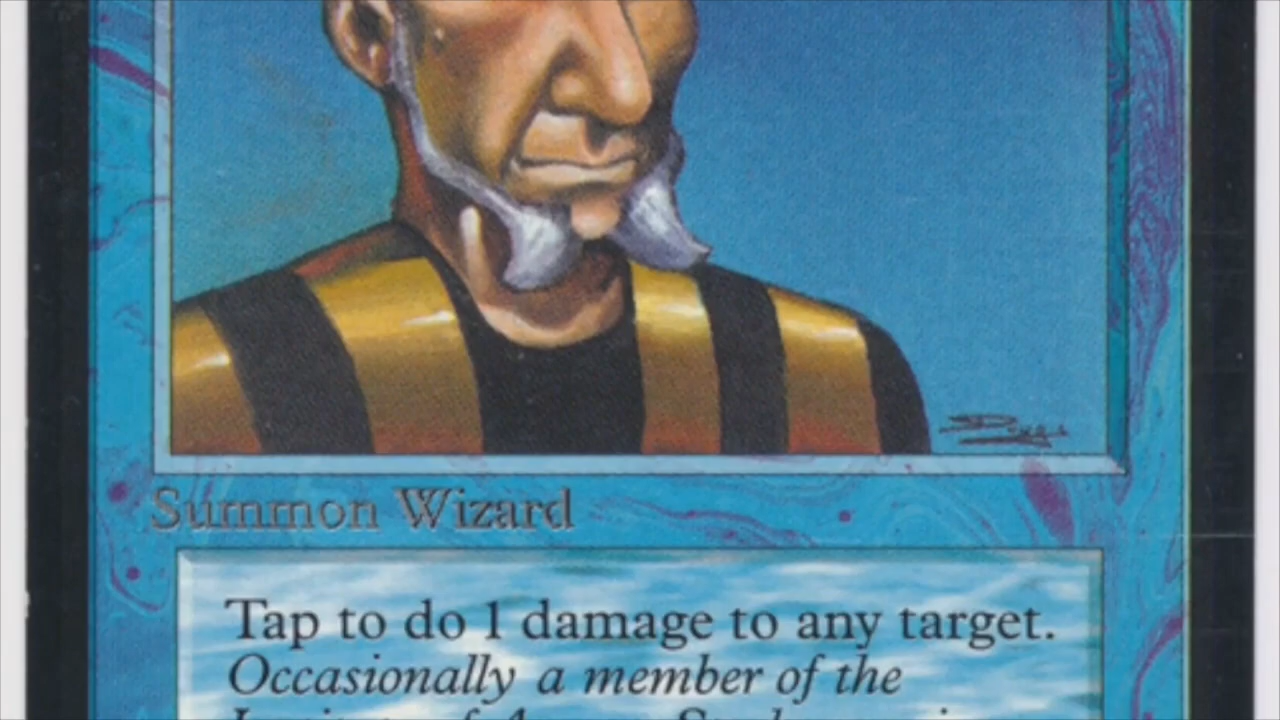 Summon Wizard
Tap to do 1 damage to any target.
Occasionally a member of the